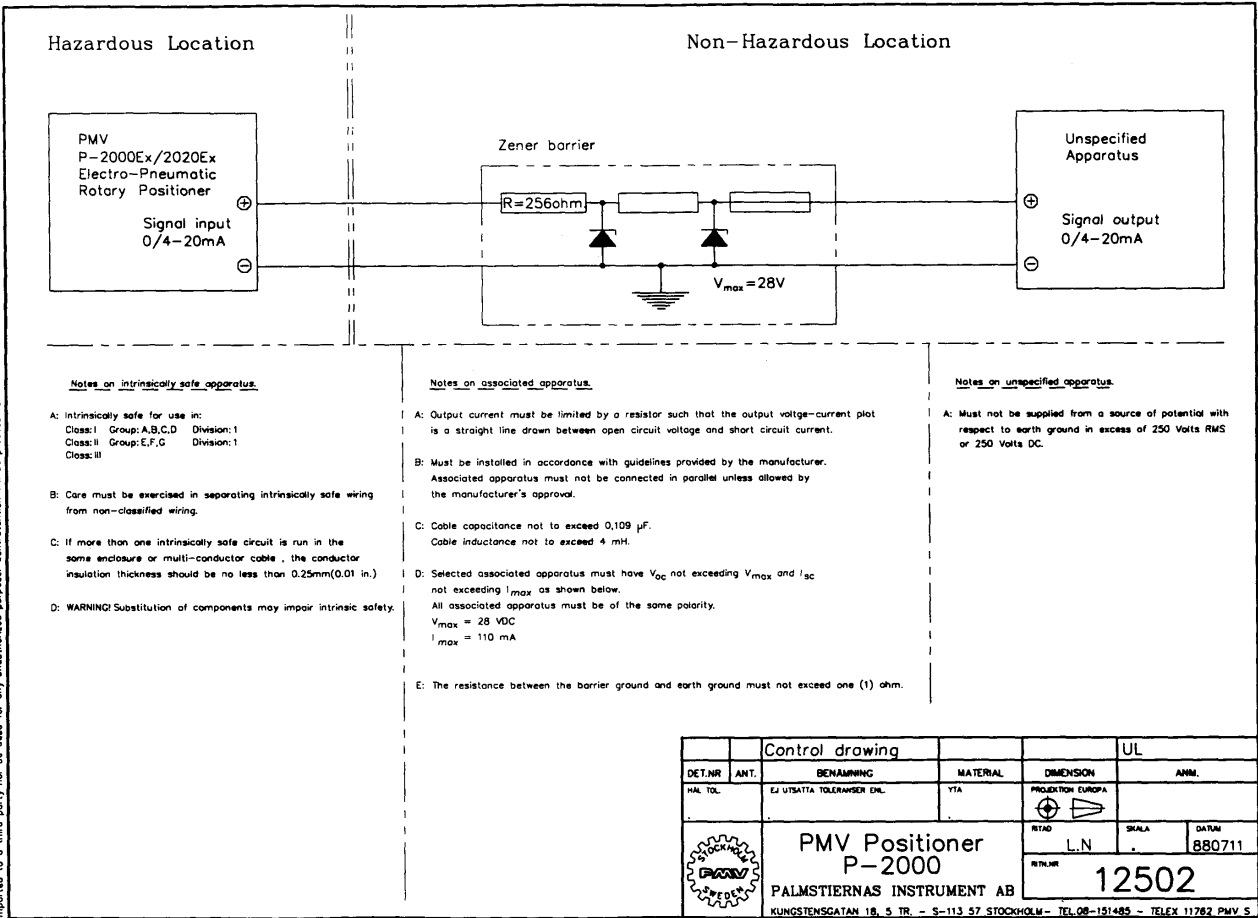 Hazardous Location
Non-Hazardous Location
PMV
P-2000Ex/2020Ex
Electro-Pneumatic
Rotary Positioner
Signal input
0/4-20mA
Zener barrier
R=256ohm.
Vmax=28V
Unspecified
Apparatus
Signal output
0/4-20mA
Notes on intrinsically safe apparatus.
A: Intrinsically safe for use in:
Class: I Group: A,B,C,D Division: 1
Class: II Group: E,F,G Division: 1
Class: III
B: Care must be exercised in separating intrinsically safe wiring
from non-classified wiring.
C: If more than one intrinsically safe circuit is run in the
same enclosure or multi-conductor cable , the conductor
insulation thickness should be no less than 0.25mm(0.01 in.)
D: WARNING! Substitution of components may impair intrinsic safety.
Notes on associated apparatus.
A: Output current must be limited by a resistor such that the output voltge-current plot
is a straight line drawn between open circuit voltage and short circuit current.
B: Must be installed in accordance with guidelines provided by the manufacturer.
Associated apparatus must not be connected in parallel unless allowed by
the manufacturer's approval.
C: Cable capacitance not to exceed 0,109 µF.
Cable inductance not to exceed 4 mH.
D: Selected associated apparatus must have Voc not exceeding Vmax and Isc
not exceeding Imax as shown below.
All associated apparatus must be of the same polarity.
Vmax = 28 VDC
Imax = 110 mA
E: The resistance between the barrier ground and earth ground must not exceed one (1) ohm.
Notes on unspecified apparatus.
A: Must not be supplied from a source of potential with
respect to earth ground in excess of 250 Volts RMS
or 250 Volts DC.
Control drawing
UL
DET.NR ANT. BENÄMNING MATERIAL DIMENSION ANM.
HÅL TOL. EJ UTSATTA TOLERANSER ENL. YTA PROJEKTION EUROPA
STOCKHOLM
PMV
SWEDEN
PMV Positioner
P-2000
PALMSTIERNAS INSTRUMENT AB
RITAD
L.N
SKALA
.
DATUM
880711
RITN.NR
12502
KUNGSTENSGATAN 18, 5 TR. - S-113 57 STOCKHOLM- TEL.08-151485 - TELEX 11762 PMV S